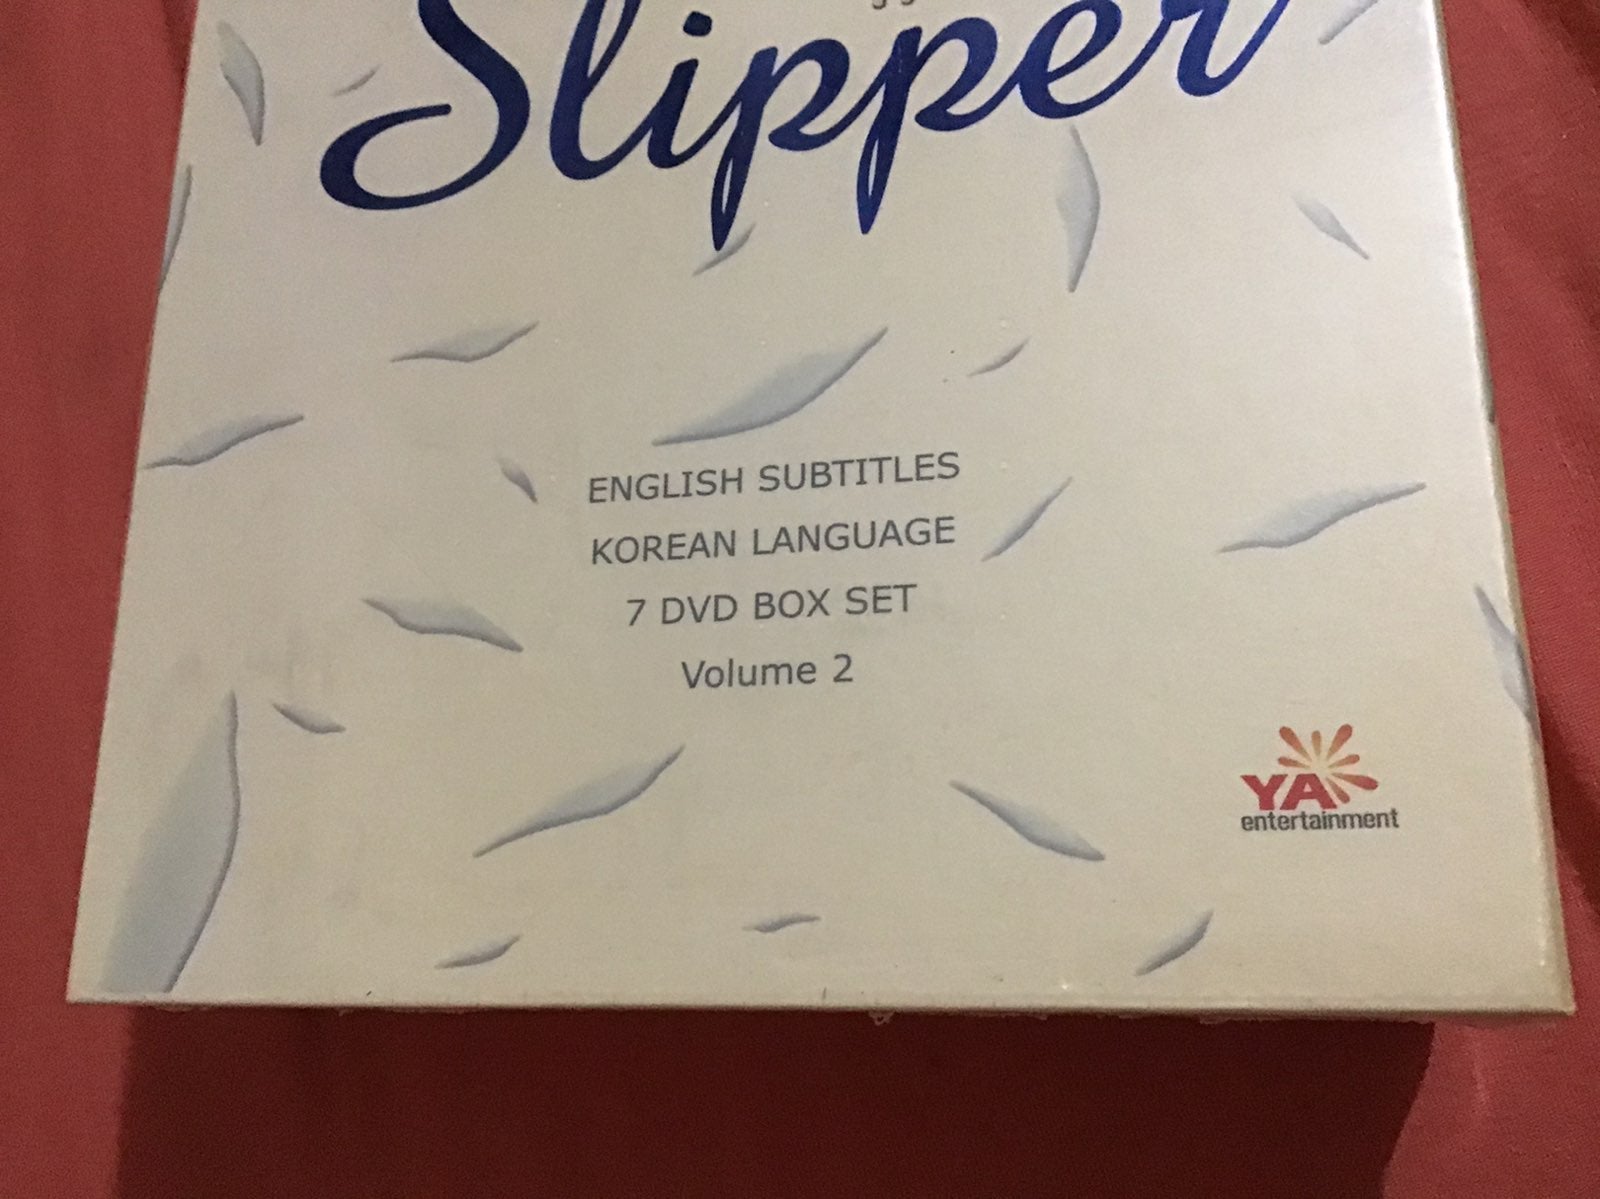 Slipper
ENGLISH SUBTITLES
KOREAN LANGUAGE
7 DVD BOX SET
Volume 2
YA
entertainment